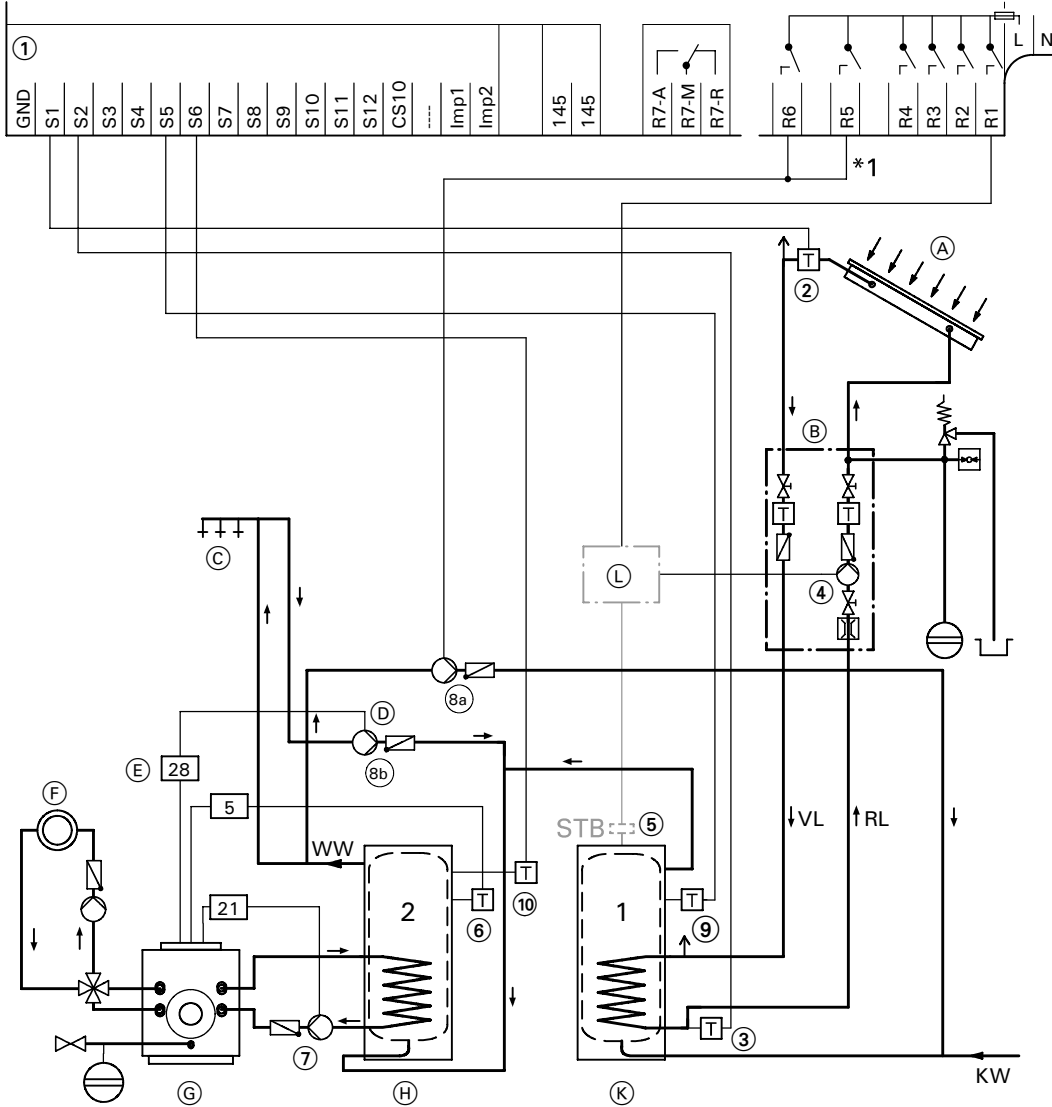 1
GND S1 S2 S3 S4 S5 S6 S7 S8 S9 S10 S11 S12 CS10 ---- Imp1 Imp2 145 145 R7-A R7-M R7-R R6 R5 R4 R3 R2 R1 L N
*1
A
T
2
B
T T
C
L
4
8a
D
8b
E 28
F
5
STB 5
VL RL
WW
T
10
2
T
6
1
T
9
21
T
3
7
KW
G H K